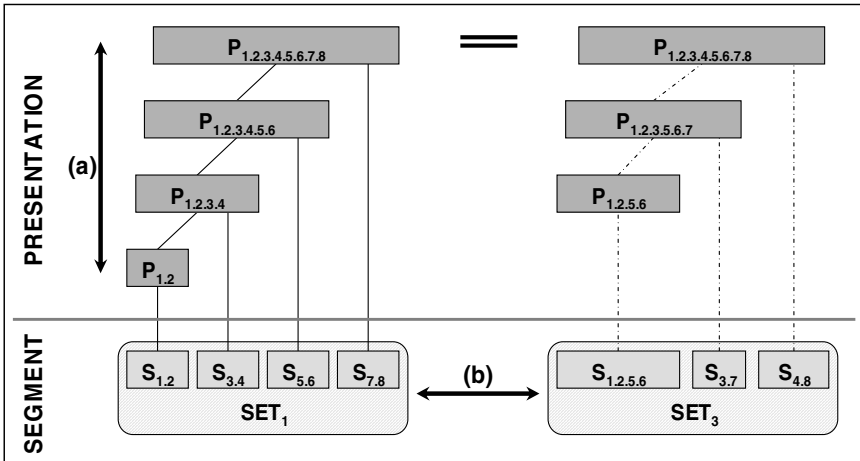 PRESENTATION
(a)
P1.2.3.4.5.6.7.8
P1.2.3.4.5.6
P1.2.3.4
P1.2
=
P1.2.3.4.5.6.7.8
P1.2.3.5.6.7
P1.2.5.6
SEGMENT
S1.2 S3.4 S5.6 S7.8
SET1
(b)
S1.2.5.6 S3.7 S4.8
SET3